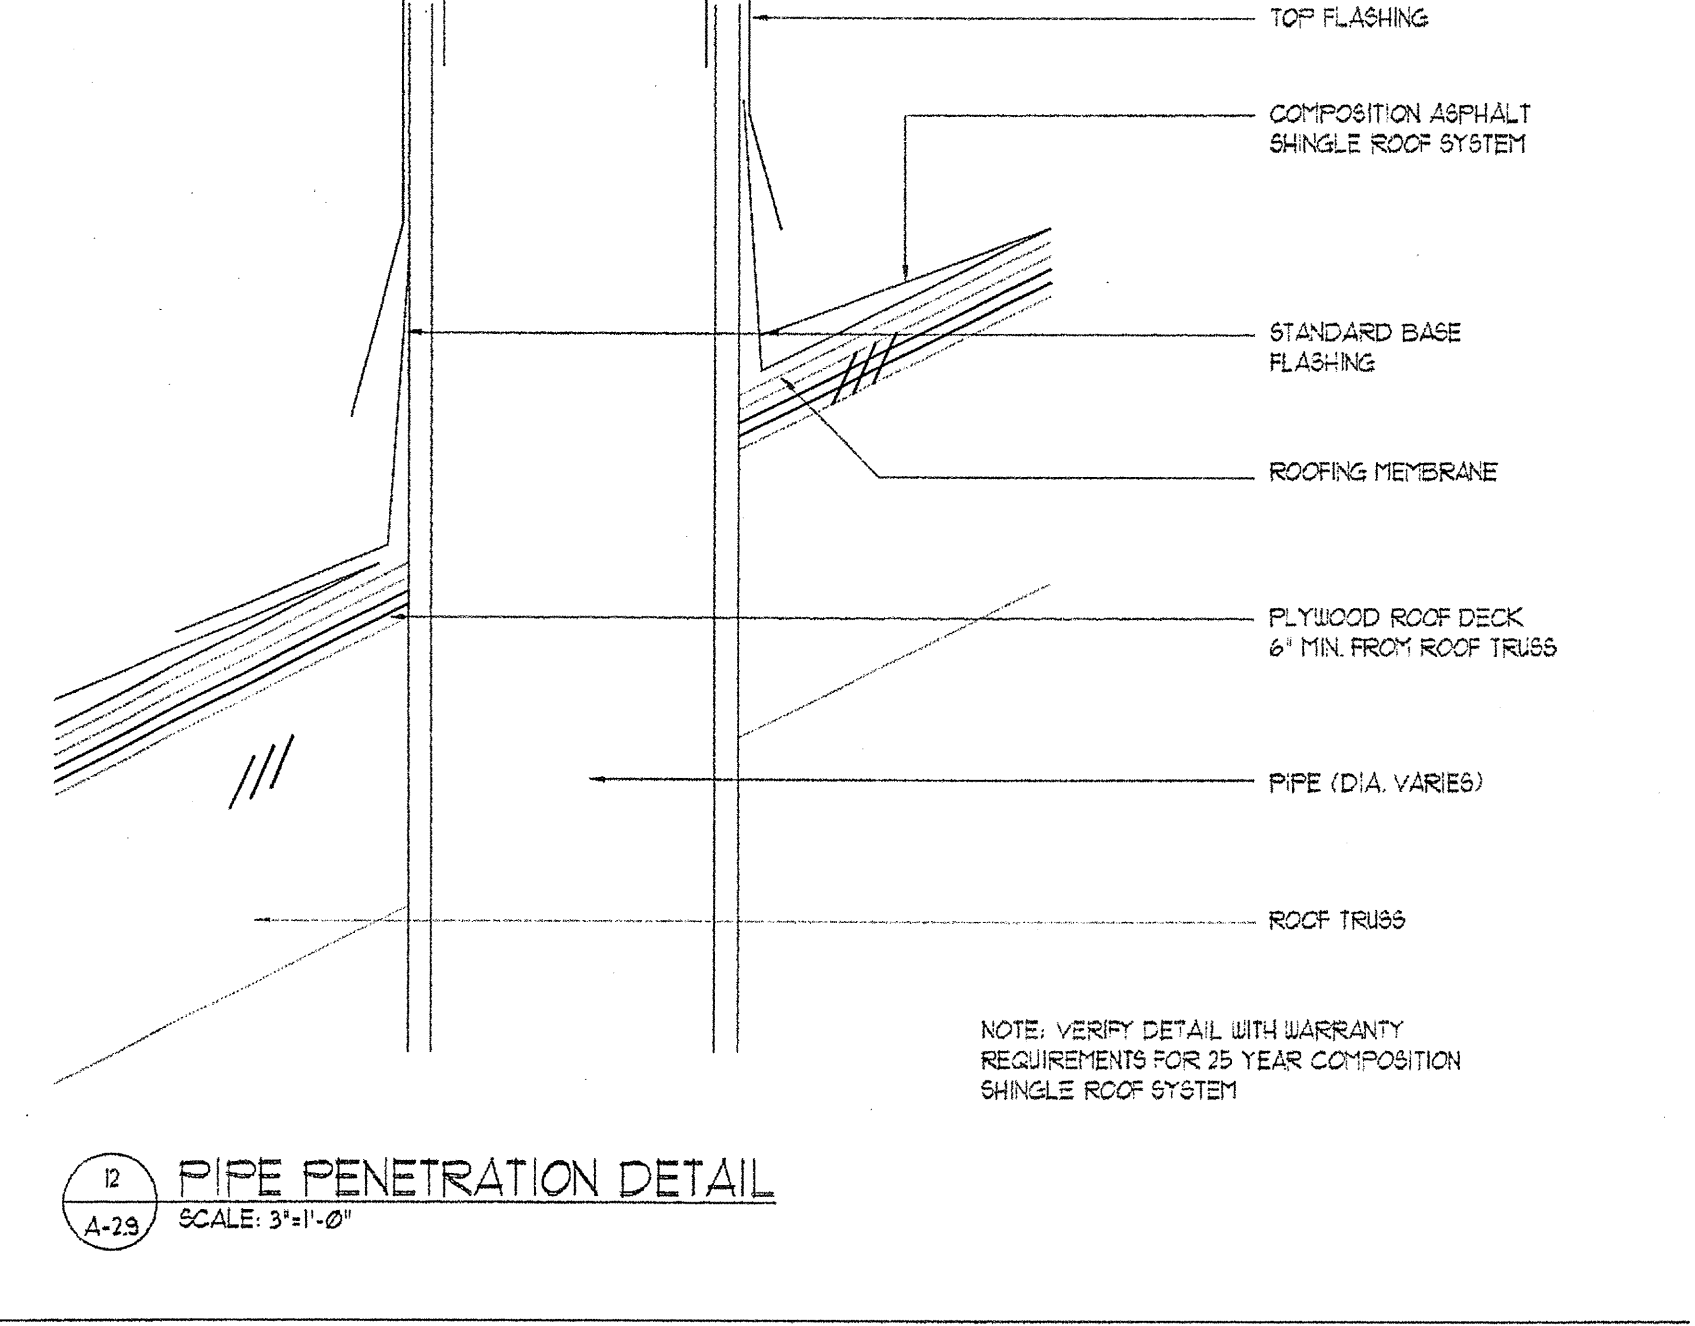 TOP FLASHING
COMPOSITION ASPHALT
SHINGLE ROOF SYSTEM
STANDARD BASE
FLASHING
ROOFING MEMBRANE
PLYWOOD ROOF DECK
6" MIN. FROM ROOF TRUSS
PIPE (DIA. VARIES)
ROOF TRUSS
NOTE: VERIFY DETAIL WITH WARRANTY
REQUIREMENTS FOR 25 YEAR COMPOSITION
SHINGLE ROOF SYSTEM
12
A-2.9
PIPE PENETRATION DETAIL
SCALE: 3"=1'-0"